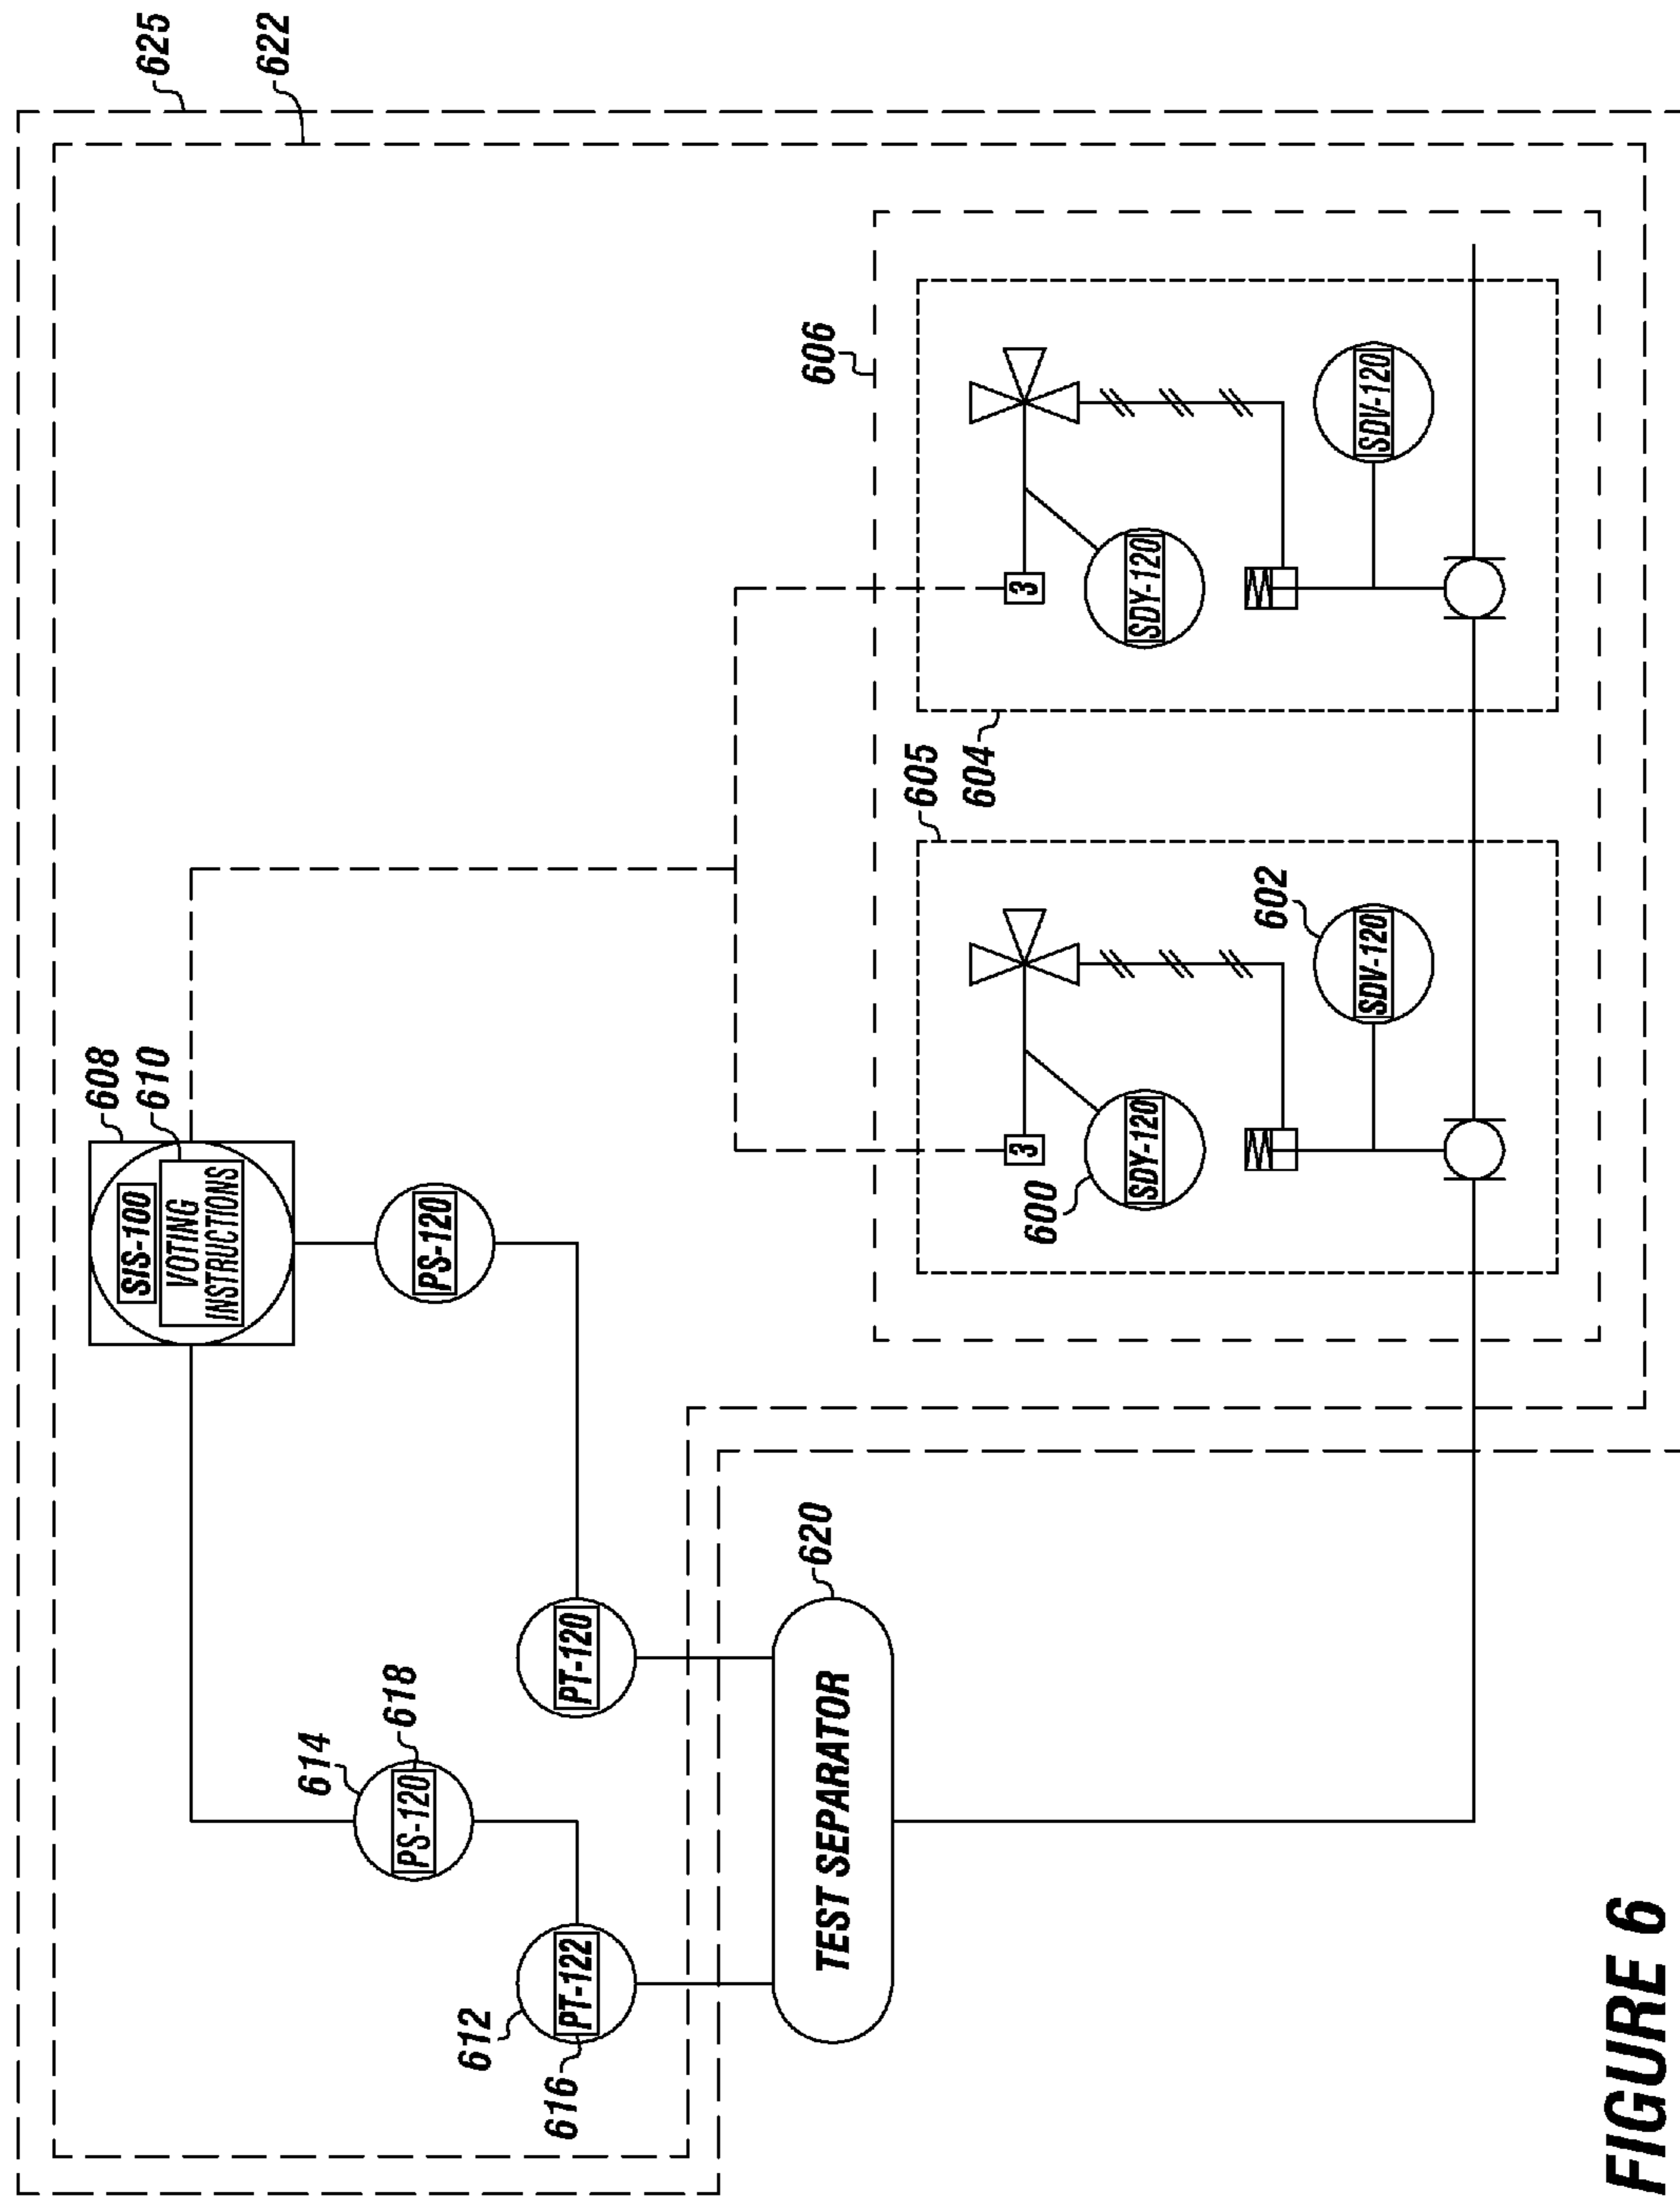 625
622
608
610
SIS-100
VOTING
INSTRUCTIONS
PS-120
614
PS-120
618
612
PT-122
616
PT-120
620
TEST SEPARATOR
606
605
604
3
SDY-120
600
SDV-120
602
3
SDY-120
SDV-120
FIGURE 6